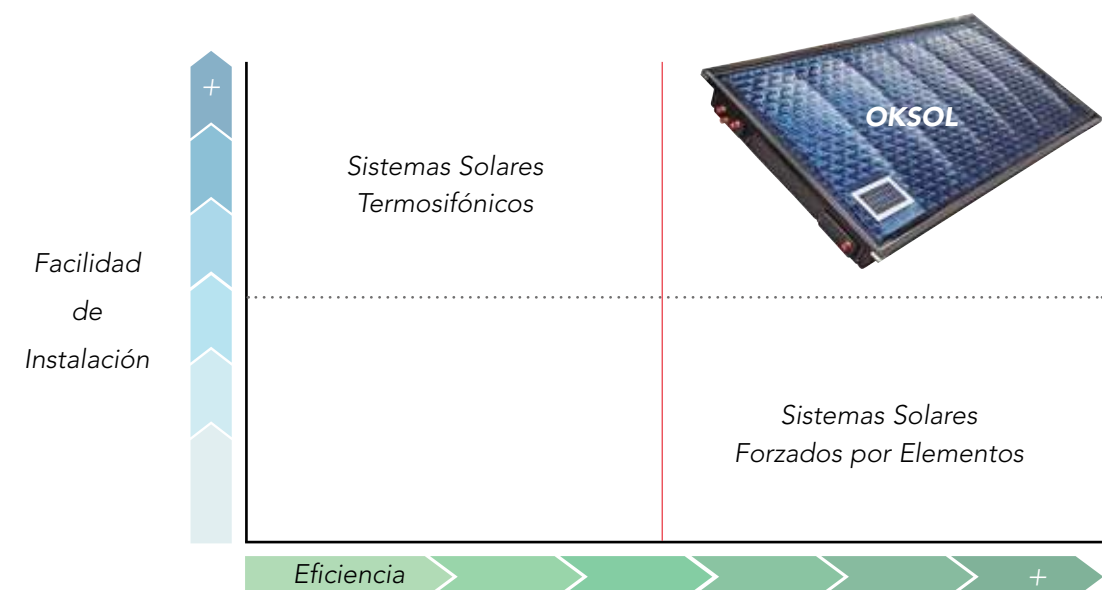 +
OKSOL
Sistemas Solares
Termosifónicos
Facilidad
de
Instalación
Sistemas Solares
Forzados por Elementos
Eficiencia
+